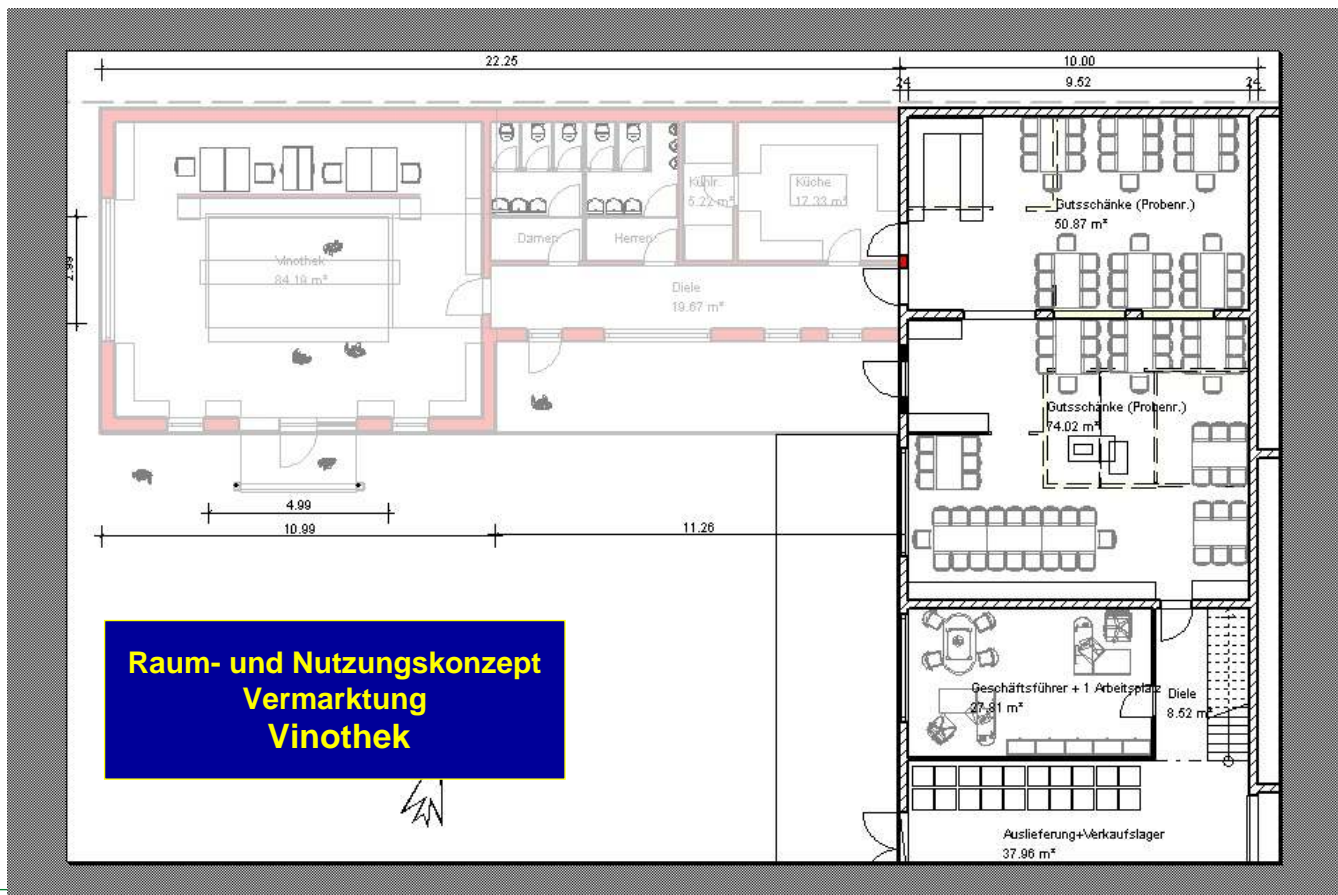 22.25
10.00
24
9.52
24
Kühlr.
5.22 m²
Küche
17.33 m²
Gutsschänke (Probenr.)
50.87 m²
Damen
Herren
2.99
Vinothek
84.19 m²
Diele
19.67 m²
Gutsschänke (Probenr.)
74.02 m²
4.99
10.99
11.26
Raum- und Nutzungskonzept
Vermarktung
Vinothek
Geschäftsführer + 1 Arbeitsplatz
27.81 m²
Diele
8.52 m²
Auslieferung+Verkaufslager
37.96 m²